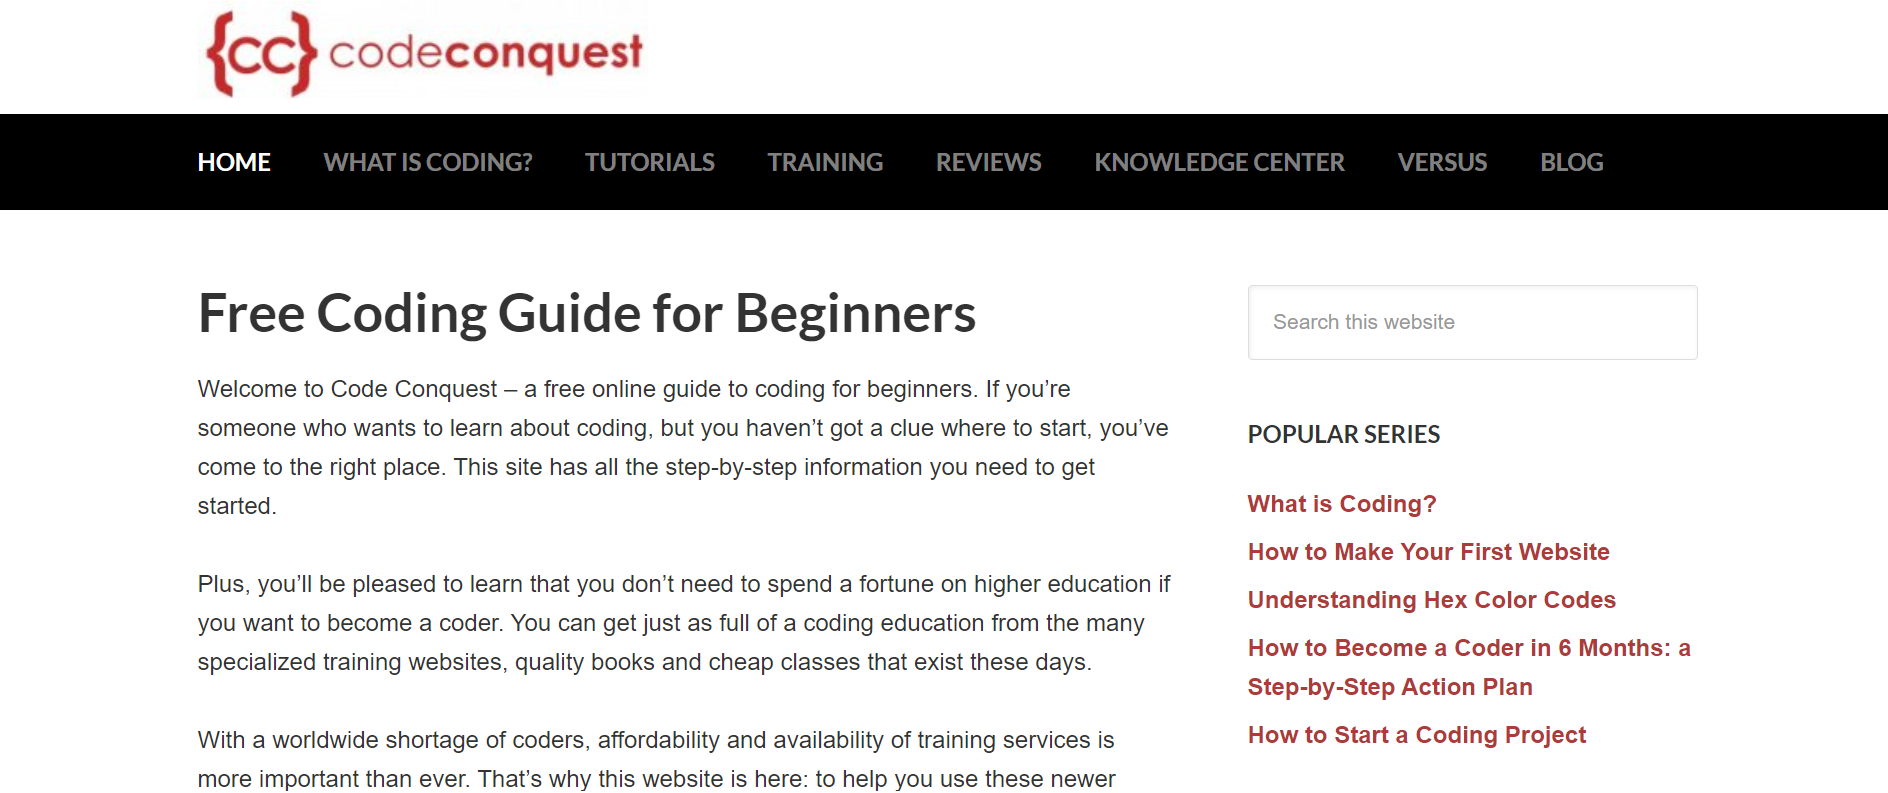 {cc} codeconquest
HOME WHAT IS CODING? TUTORIALS TRAINING REVIEWS KNOWLEDGE CENTER VERSUS BLOG
Free Coding Guide for Beginners
Welcome to Code Conquest – a free online guide to coding for beginners. If you’re
someone who wants to learn about coding, but you haven’t got a clue where to start, you’ve
come to the right place. This site has all the step-by-step information you need to get
started.
Plus, you’ll be pleased to learn that you don’t need to spend a fortune on higher education if
you want to become a coder. You can get just as full of a coding education from the many
specialized training websites, quality books and cheap classes that exist these days.
With a worldwide shortage of coders, affordability and availability of training services is
more important than ever. That’s why this website is here: to help you use these newer
Search this website
POPULAR SERIES
What is Coding?
How to Make Your First Website
Understanding Hex Color Codes
How to Become a Coder in 6 Months: a
Step-by-Step Action Plan
How to Start a Coding Project